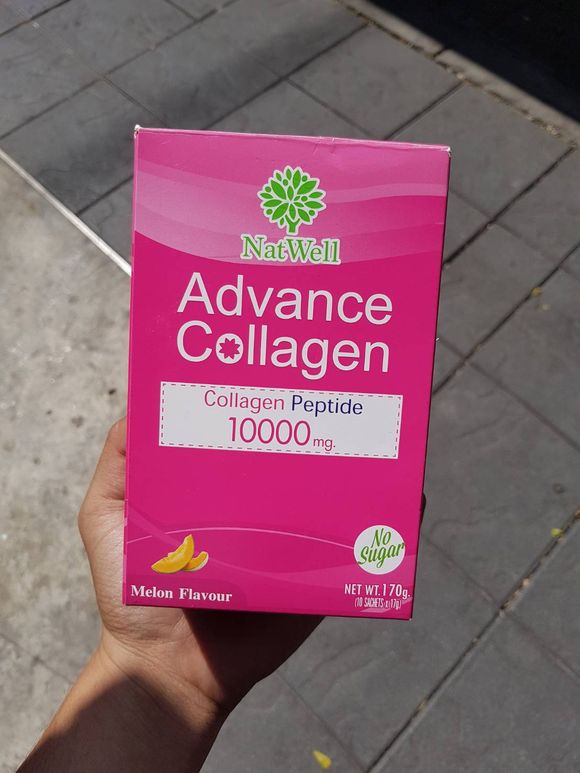 NatWell
Advance
Collagen
Collagen Peptide
10000 mg.
No
Sugar
Melon Flavour
NET WT. 170g.
(10 SACHETS x 17g)